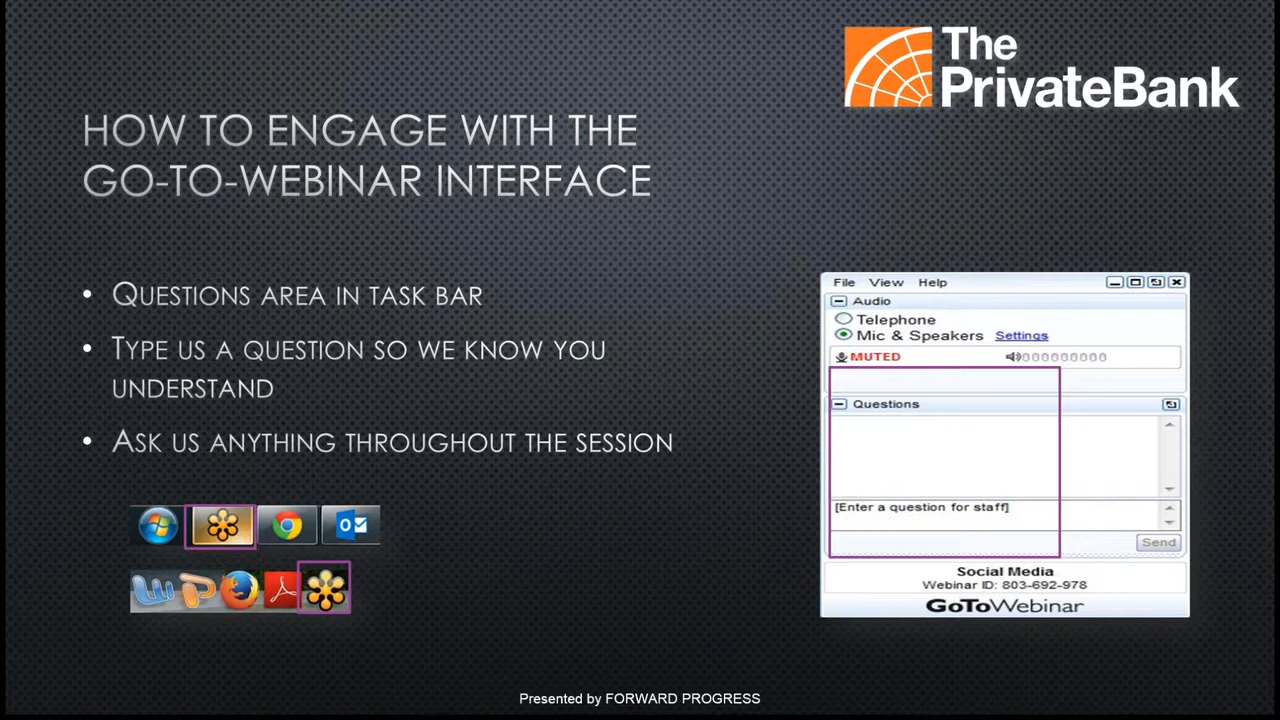 The
PrivateBank
HOW TO ENGAGE WITH THE
GO-TO-WEBINAR INTERFACE
• QUESTIONS AREA IN TASK BAR
• TYPE US A QUESTION SO WE KNOW YOU
UNDERSTAND
• ASK US ANYTHING THROUGHOUT THE SESSION
File View Help
Audio
Telephone
Mic & Speakers Settings
MUTED
Questions
[Enter a question for staff]
Send
Social Media
Webinar ID: 803-692-978
GoToWebinar
Presented by FORWARD PROGRESS